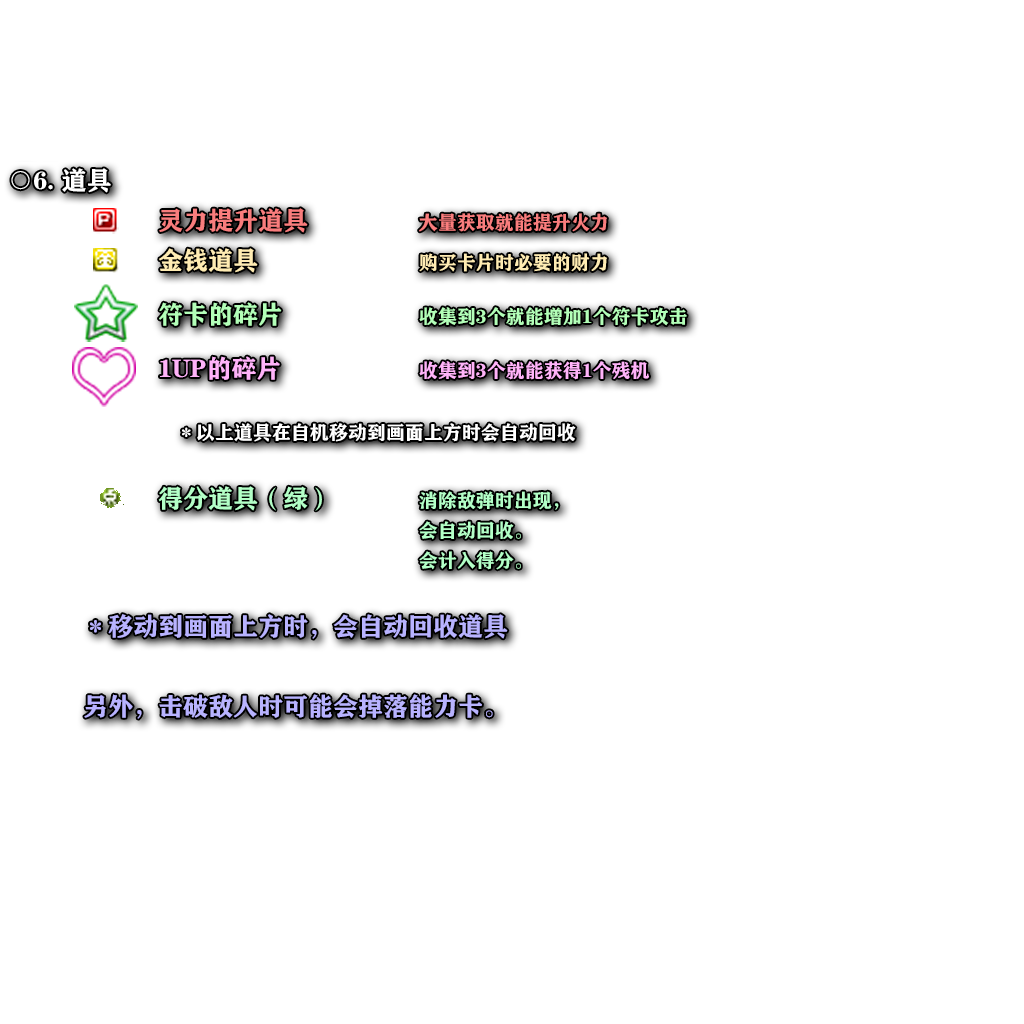 ◎6. 道具
P 灵力提升道具 大量获取就能提升火力
金钱道具 购买卡片时必要的财力
符卡的碎片 收集到3个就能增加1个符卡攻击
1UP的碎片 收集到3个就能获得1个残机
＊以上道具在自机移动到画面上方时会自动回收
得分道具（绿） 消除敌弹时出现，
会自动回收。
会计入得分。
＊移动到画面上方时，会自动回收道具
另外，击破敌人时可能会掉落能力卡。